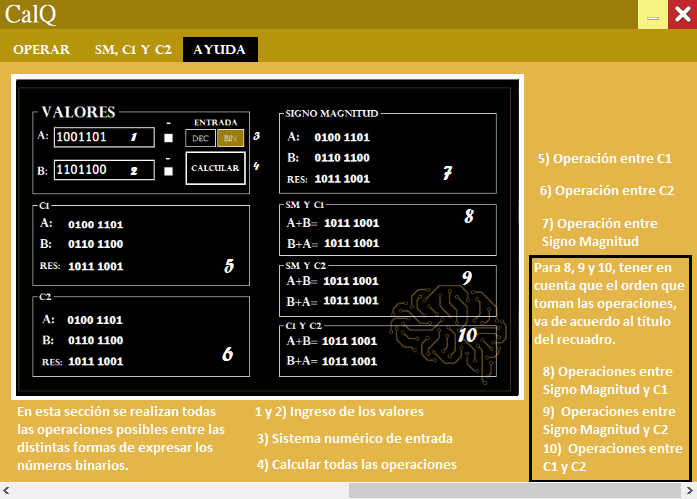 CalQ
OPERAR SM, C1 Y C2 AYUDA
VALORES
A: 1001101 1
B: 1101100 2
- -
ENTRADA
DEC BIN 3
CALCULAR 4
C1
A: 0100 1101
B: 0110 1100
RES: 1011 1001
5
C2
A: 0100 1101
B: 0110 1100
RES: 1011 1001
6
SIGNO MAGNITUD
A: 0100 1101
B: 0110 1100
RES: 1011 1001
7
SM Y C1
A+B= 1011 1001
B+A= 1011 1001
8
SM Y C2
A+B= 1011 1001
B+A= 1011 1001
9
C1 Y C2
A+B= 1011 1001
B+A= 1011 1001
10
En esta sección se realizan todas
las operaciones posibles entre las
distintas formas de expesar los
números binarios.
1 y 2) Ingreso de los valores
3) Sistema numérico de entrada
4) Calcular todas las operaciones
5) Operación entre C1
6) Operación entre C2
7) Operación entre
Signo Magnitud
Para 8, 9 y 10, tener en
cuenta que el orden que
toman las operaciones,
va de acuerdo al título
del recuadro.
8) Operaciones entre
Signo Magnitud y C1
9) Operaciones entre
Signo Magnitud y C2
10) Operaciones entre
C1 y C2